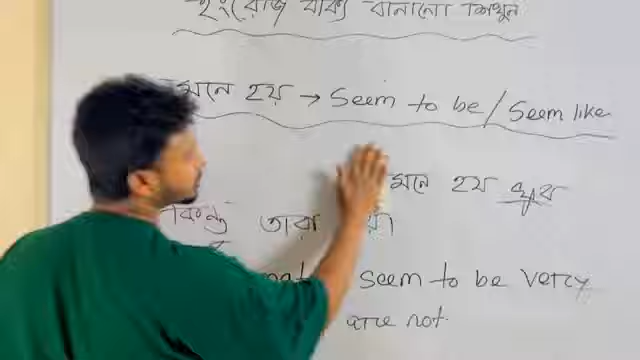 ইংরেজি বাক্য বানানো শিখুন
মনে হয় → Seem to be / Seem like
মনে হয় খুব
কিন্তু তারা
seem to be very
are not